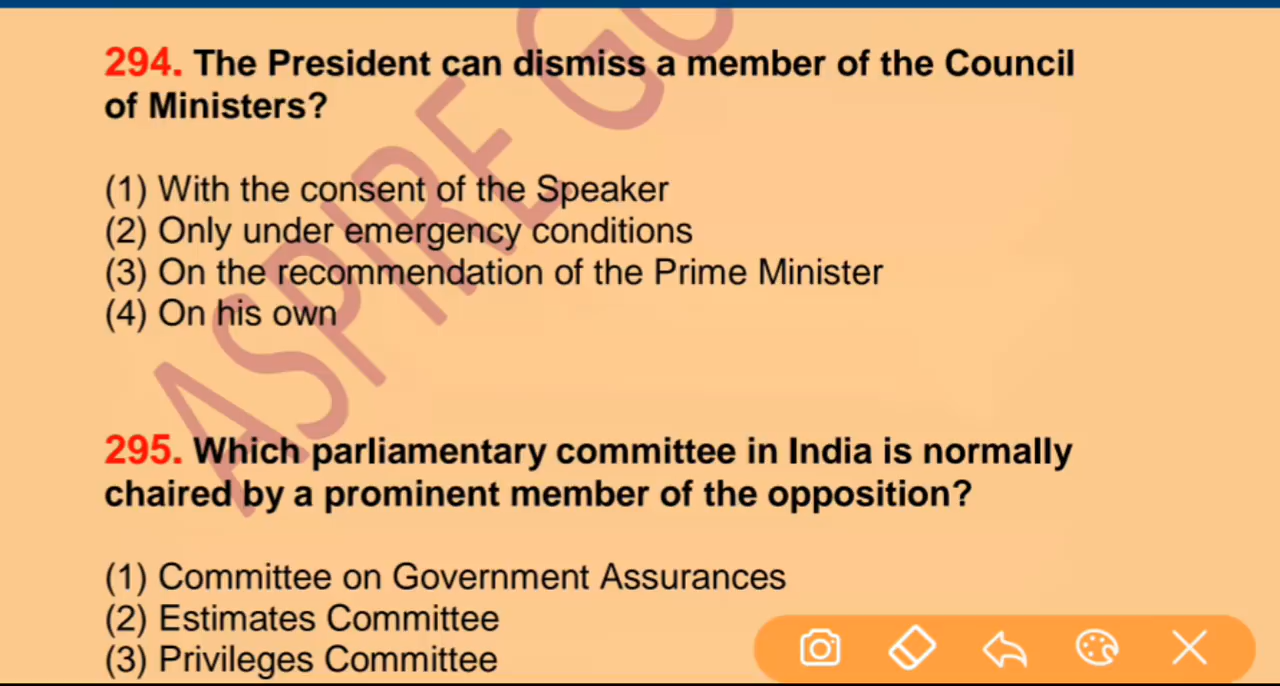 294. The President can dismiss a member of the Council
of Ministers?
(1) With the consent of the Speaker
(2) Only under emergency conditions
(3) On the recommendation of the Prime Minister
(4) On his own
295. Which parliamentary committee in India is normally
chaired by a prominent member of the opposition?
(1) Committee on Government Assurances
(2) Estimates Committee
(3) Privileges Committee
ASPIRE